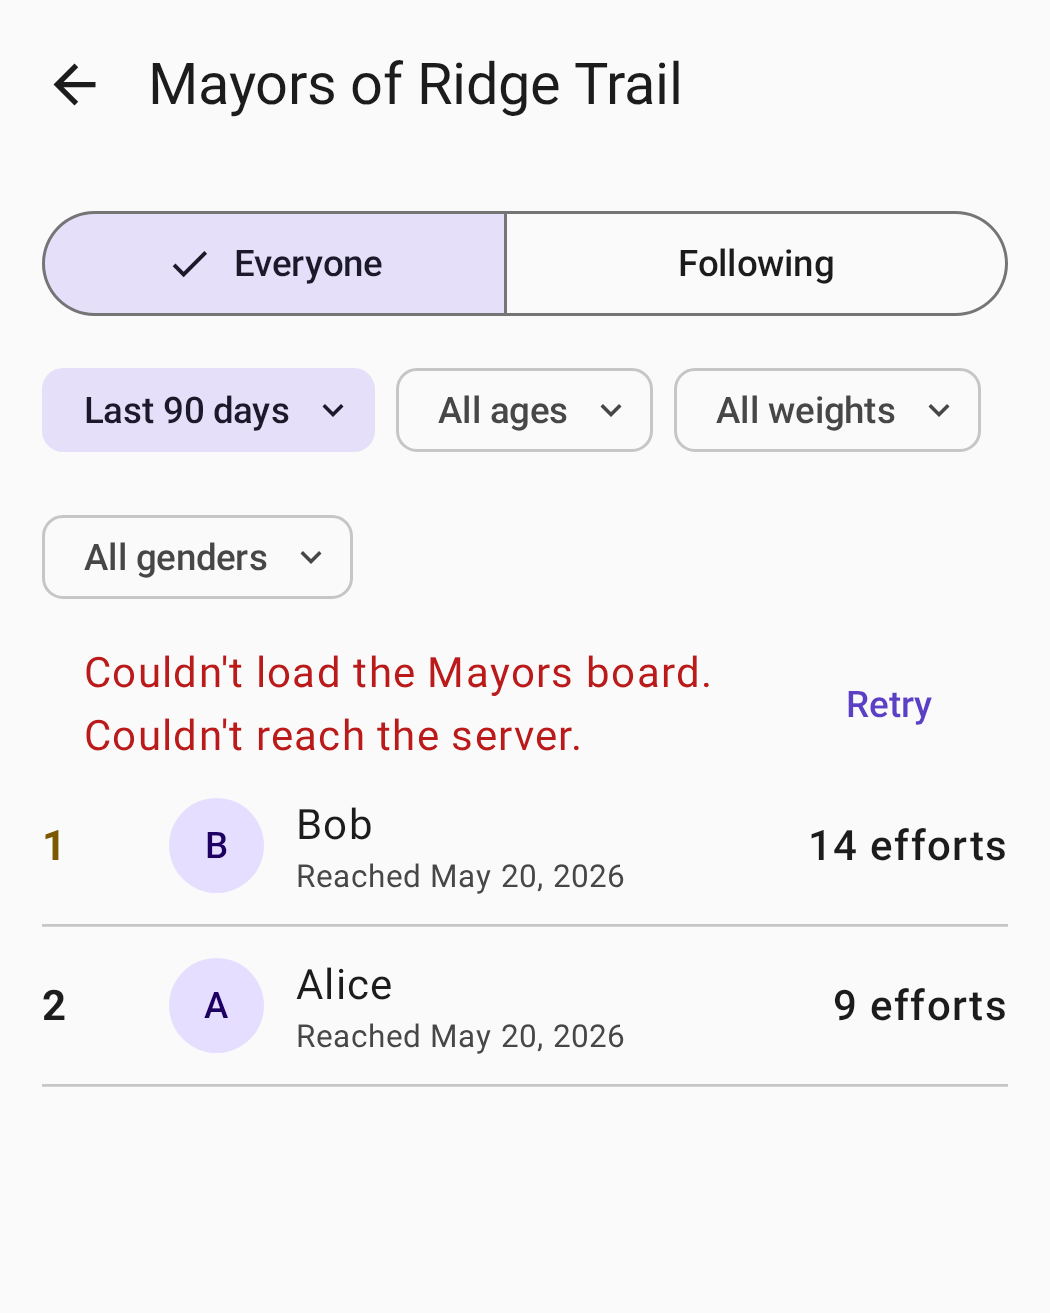 Mayors of Ridge Trail
Everyone
Following
Last 90 days
All ages
All weights
All genders
Couldn't load the Mayors board.
Couldn't reach the server.
Retry
1
B
Bob
Reached May 20, 2026
14 efforts
2
A
Alice
Reached May 20, 2026
9 efforts